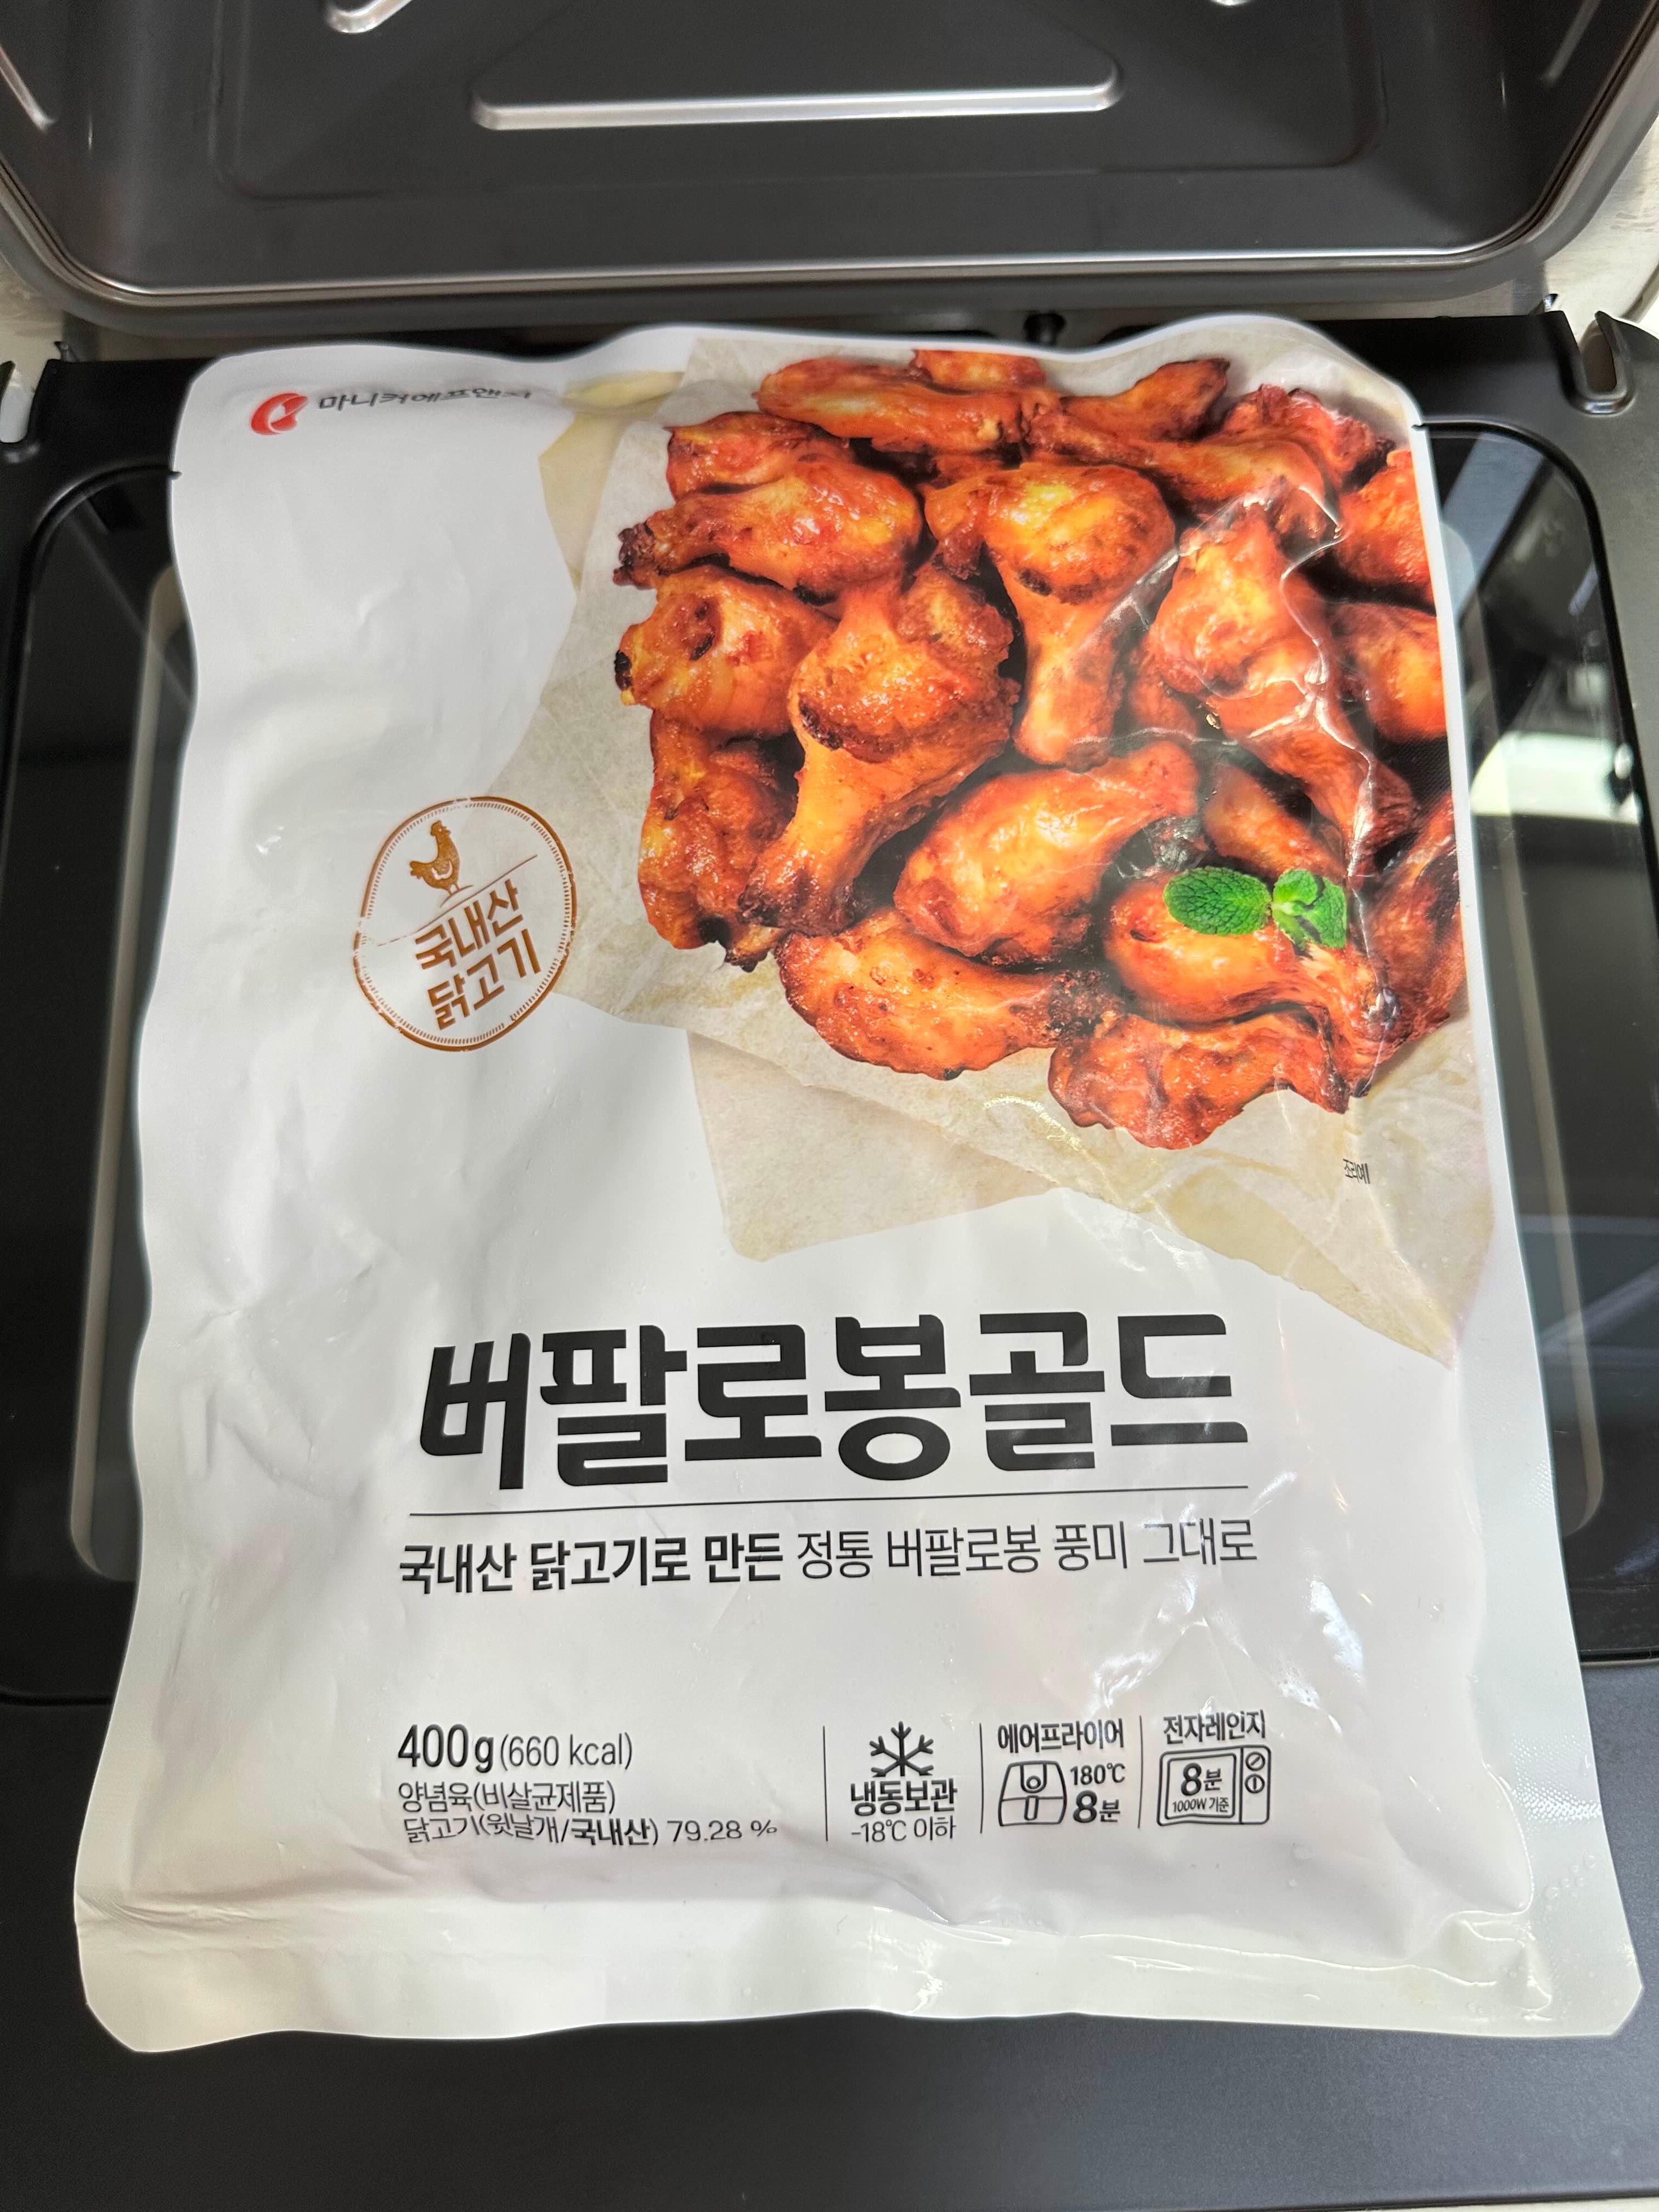 마니커에프앤지
국내산
닭고기
조리예
버팔로봉골드
국내산 닭고기로 만든 정통 버팔로봉 풍미 그대로
400g(660 kcal)
양념육(비살균제품)
닭고기(윗날개/국내산) 79.28 %
냉동보관
-18℃ 이하
에어프라이어
180℃
8분
전자레인지
8분
1000W 기준